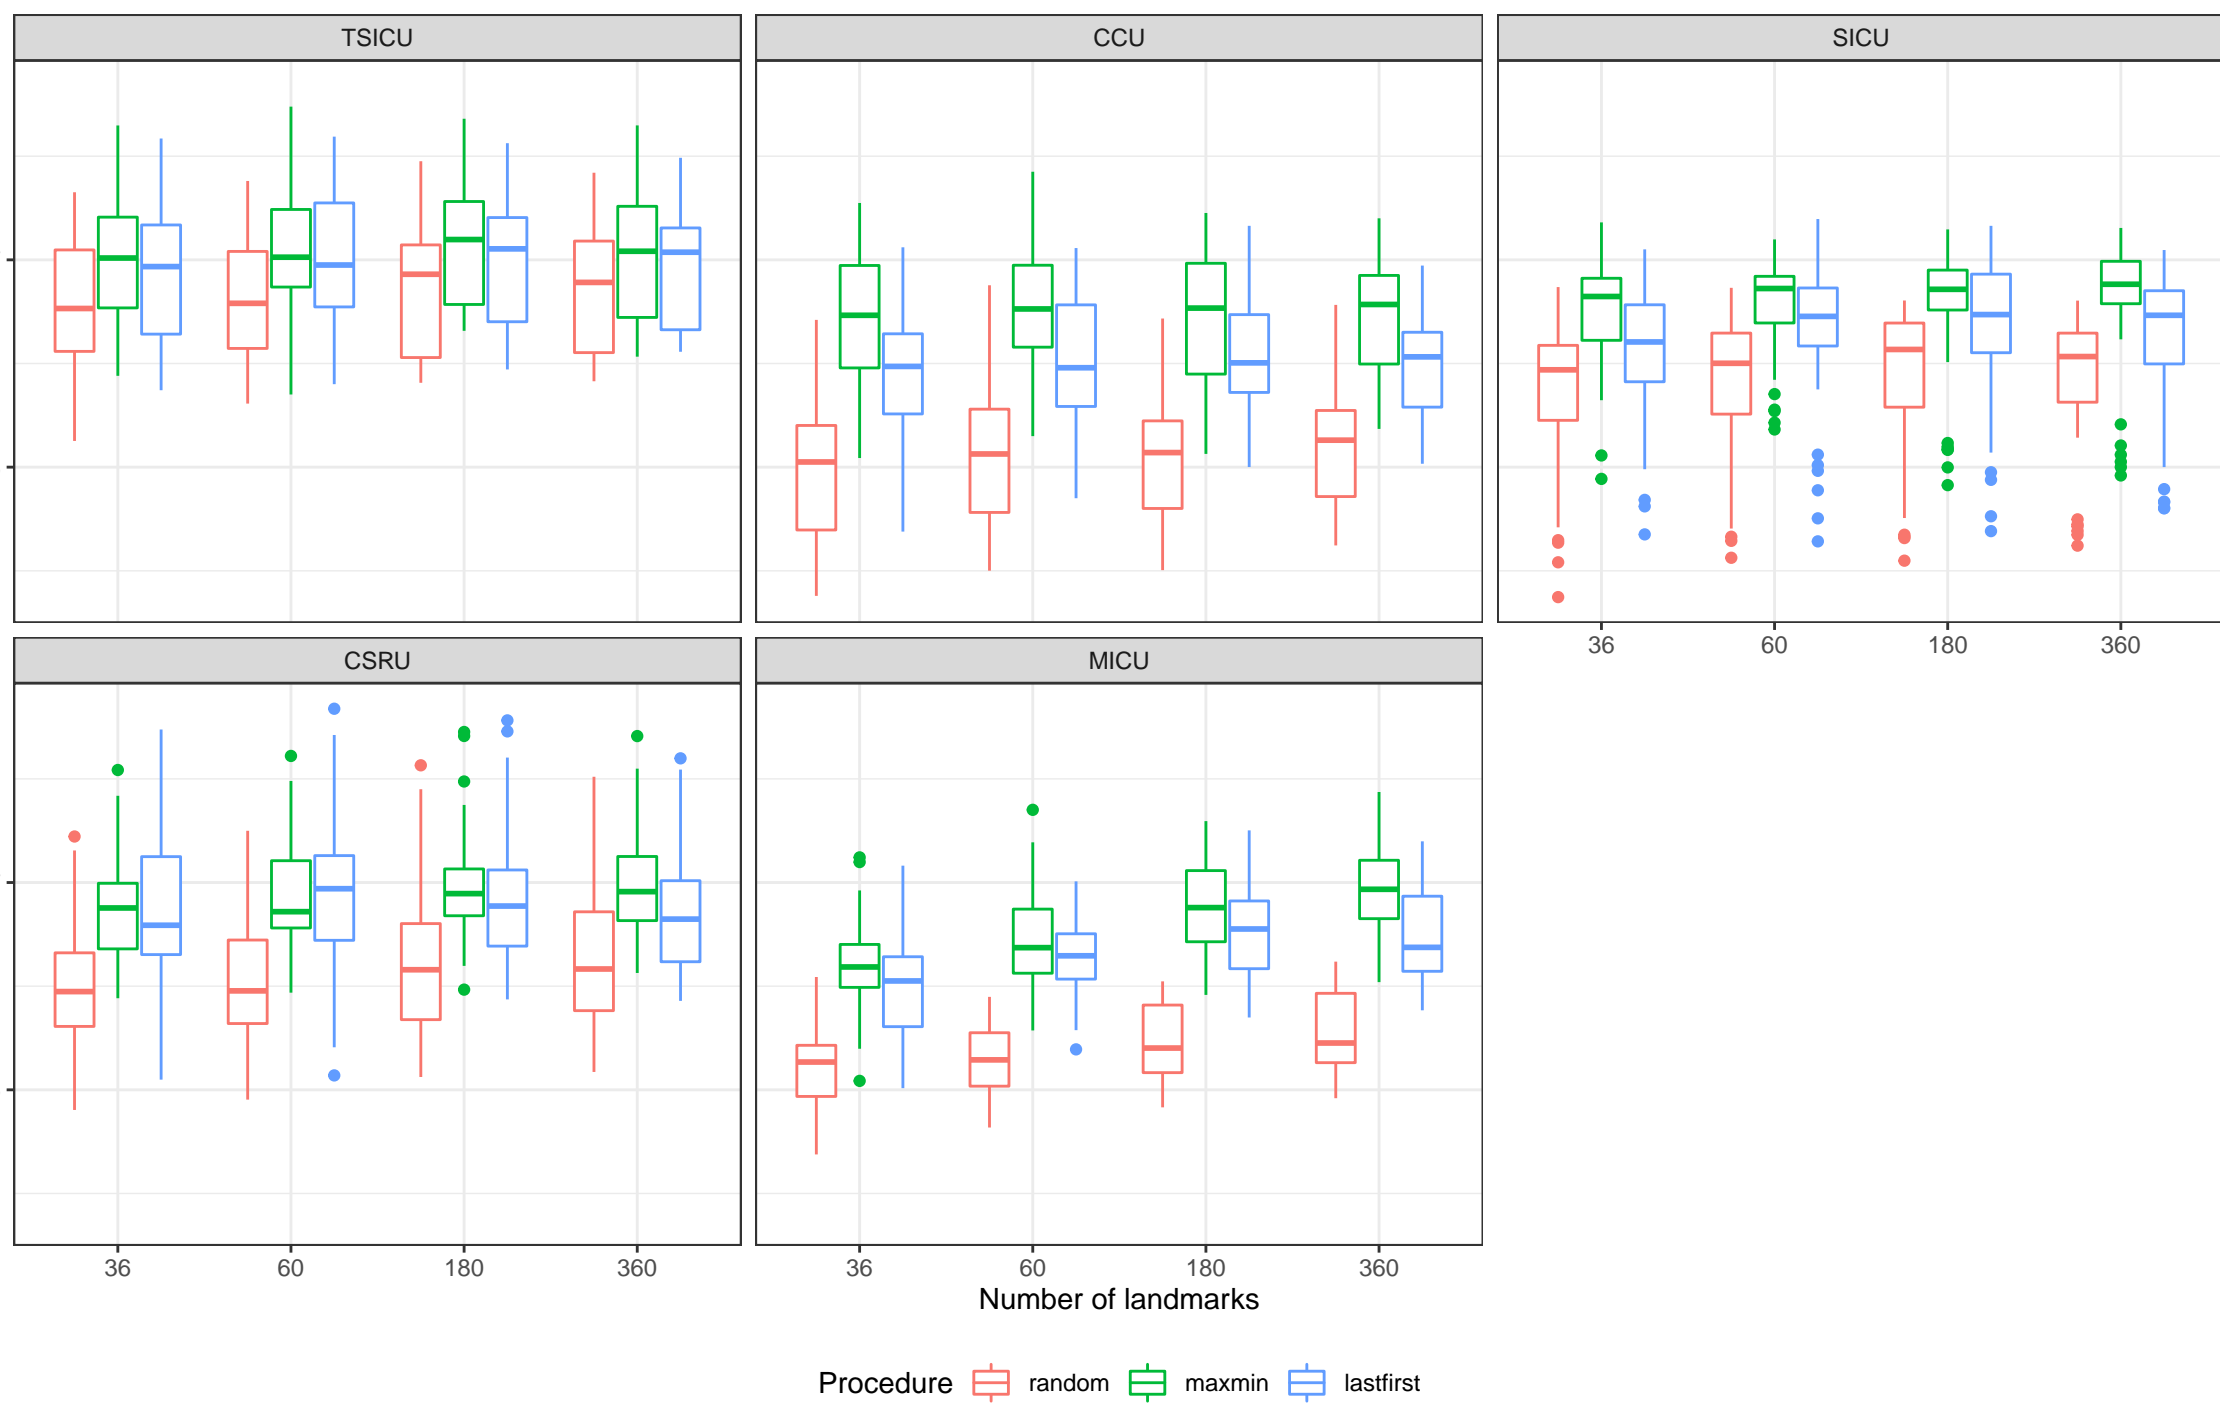 TSICU CCU SICU
36 60 180 360
CSRU MICU
36 60 180 360 36 60 180 360
Number of landmarks
Procedure random maxmin lastfirst